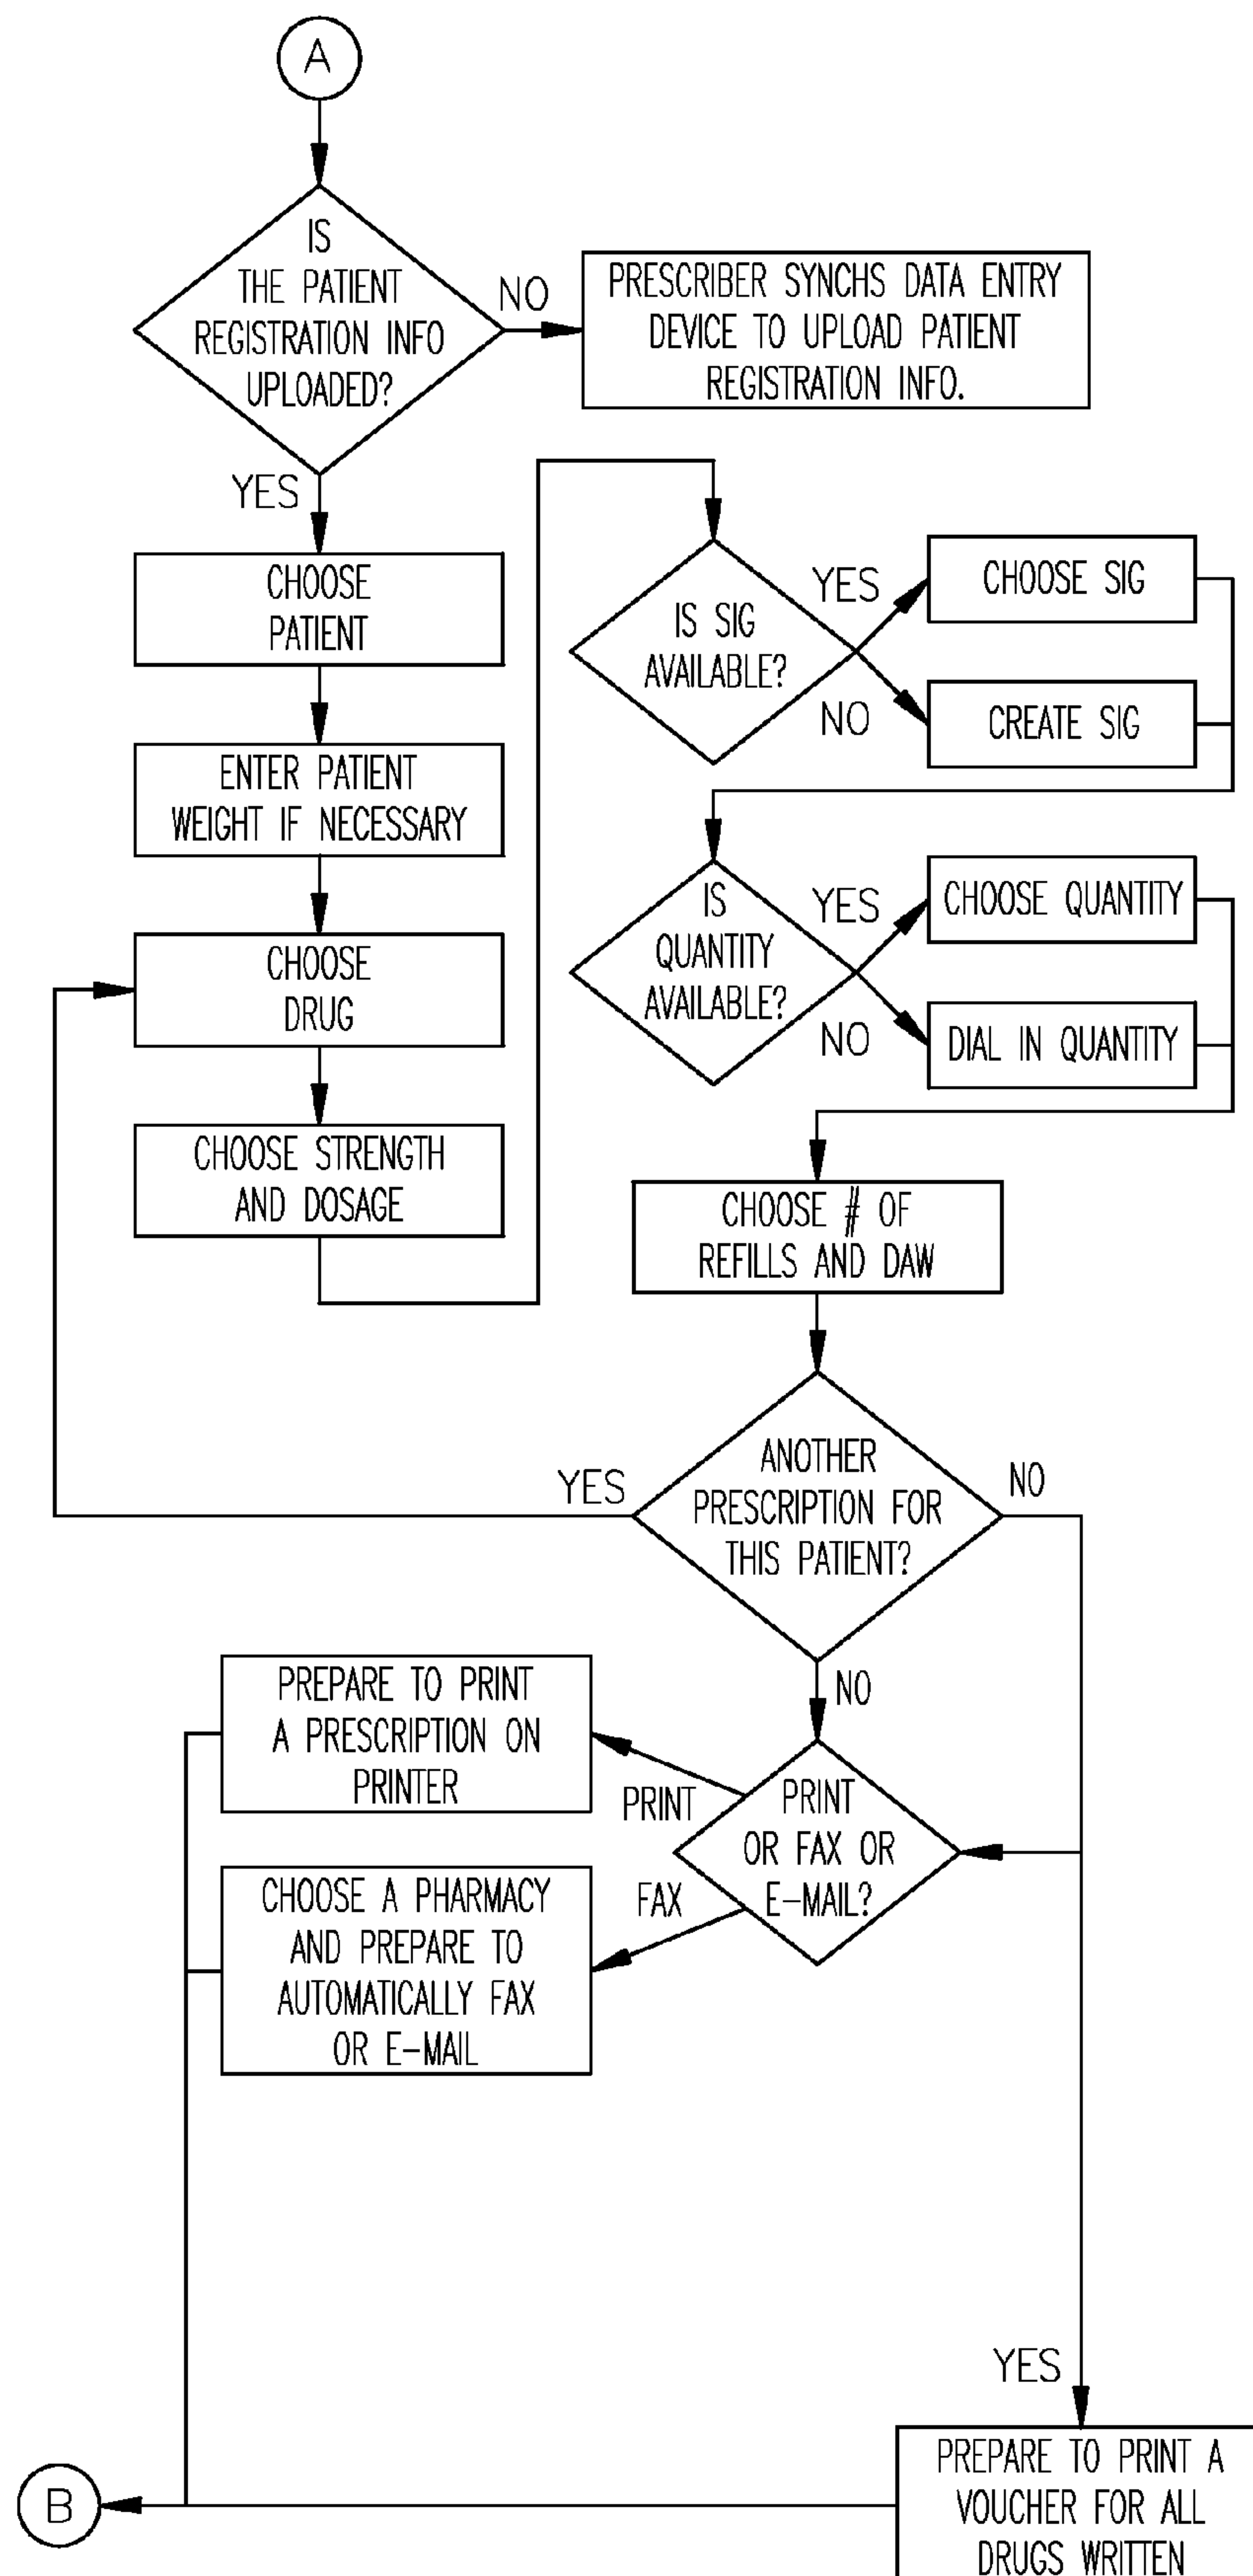 A
IS
THE PATIENT
REGISTRATION INFO
UPLOADED?
NO
PRESCRIBER SYNCHS DATA ENTRY
DEVICE TO UPLOAD PATIENT
REGISTRATION INFO.
YES
CHOOSE
PATIENT
ENTER PATIENT
WEIGHT IF NECESSARY
CHOOSE
DRUG
CHOOSE STRENGTH
AND DOSAGE
IS SIG
AVAILABLE?
YES
CHOOSE SIG
NO
CREATE SIG
IS
QUANTITY
AVAILABLE?
YES
CHOOSE QUANTITY
NO
DIAL IN QUANTITY
CHOOSE # OF
REFILLS AND DAW
ANOTHER
PRESCRIPTION FOR
THIS PATIENT?
YES
NO
NO
PRINT
OR FAX OR
E-MAIL?
PRINT
PREPARE TO PRINT
A PRESCRIPTION ON
PRINTER
FAX
CHOOSE A PHARMACY
AND PREPARE TO
AUTOMATICALLY FAX
OR E-MAIL
YES
PREPARE TO PRINT A
VOUCHER FOR ALL
DRUGS WRITTEN
B